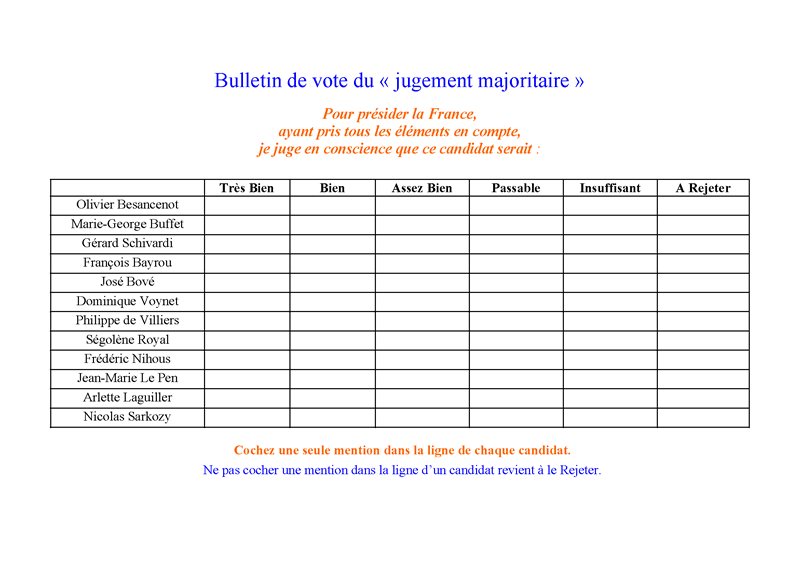 Bulletin de vote du « jugement majoritaire »
Pour présider la France,
ayant pris tous les éléments en compte,
je juge en conscience que ce candidat serait :
Très Bien Bien Assez Bien Passable Insuffisant A Rejeter
Olivier Besancenot
Marie-George Buffet
Gérard Schivardi
François Bayrou
José Bové
Dominique Voynet
Philippe de Villiers
Ségolène Royal
Frédéric Nihous
Jean-Marie Le Pen
Arlette Laguiller
Nicolas Sarkozy
Cochez une seule mention dans la ligne de chaque candidat.
Ne pas cocher une mention dans la ligne d’un candidat revient à le Rejeter.